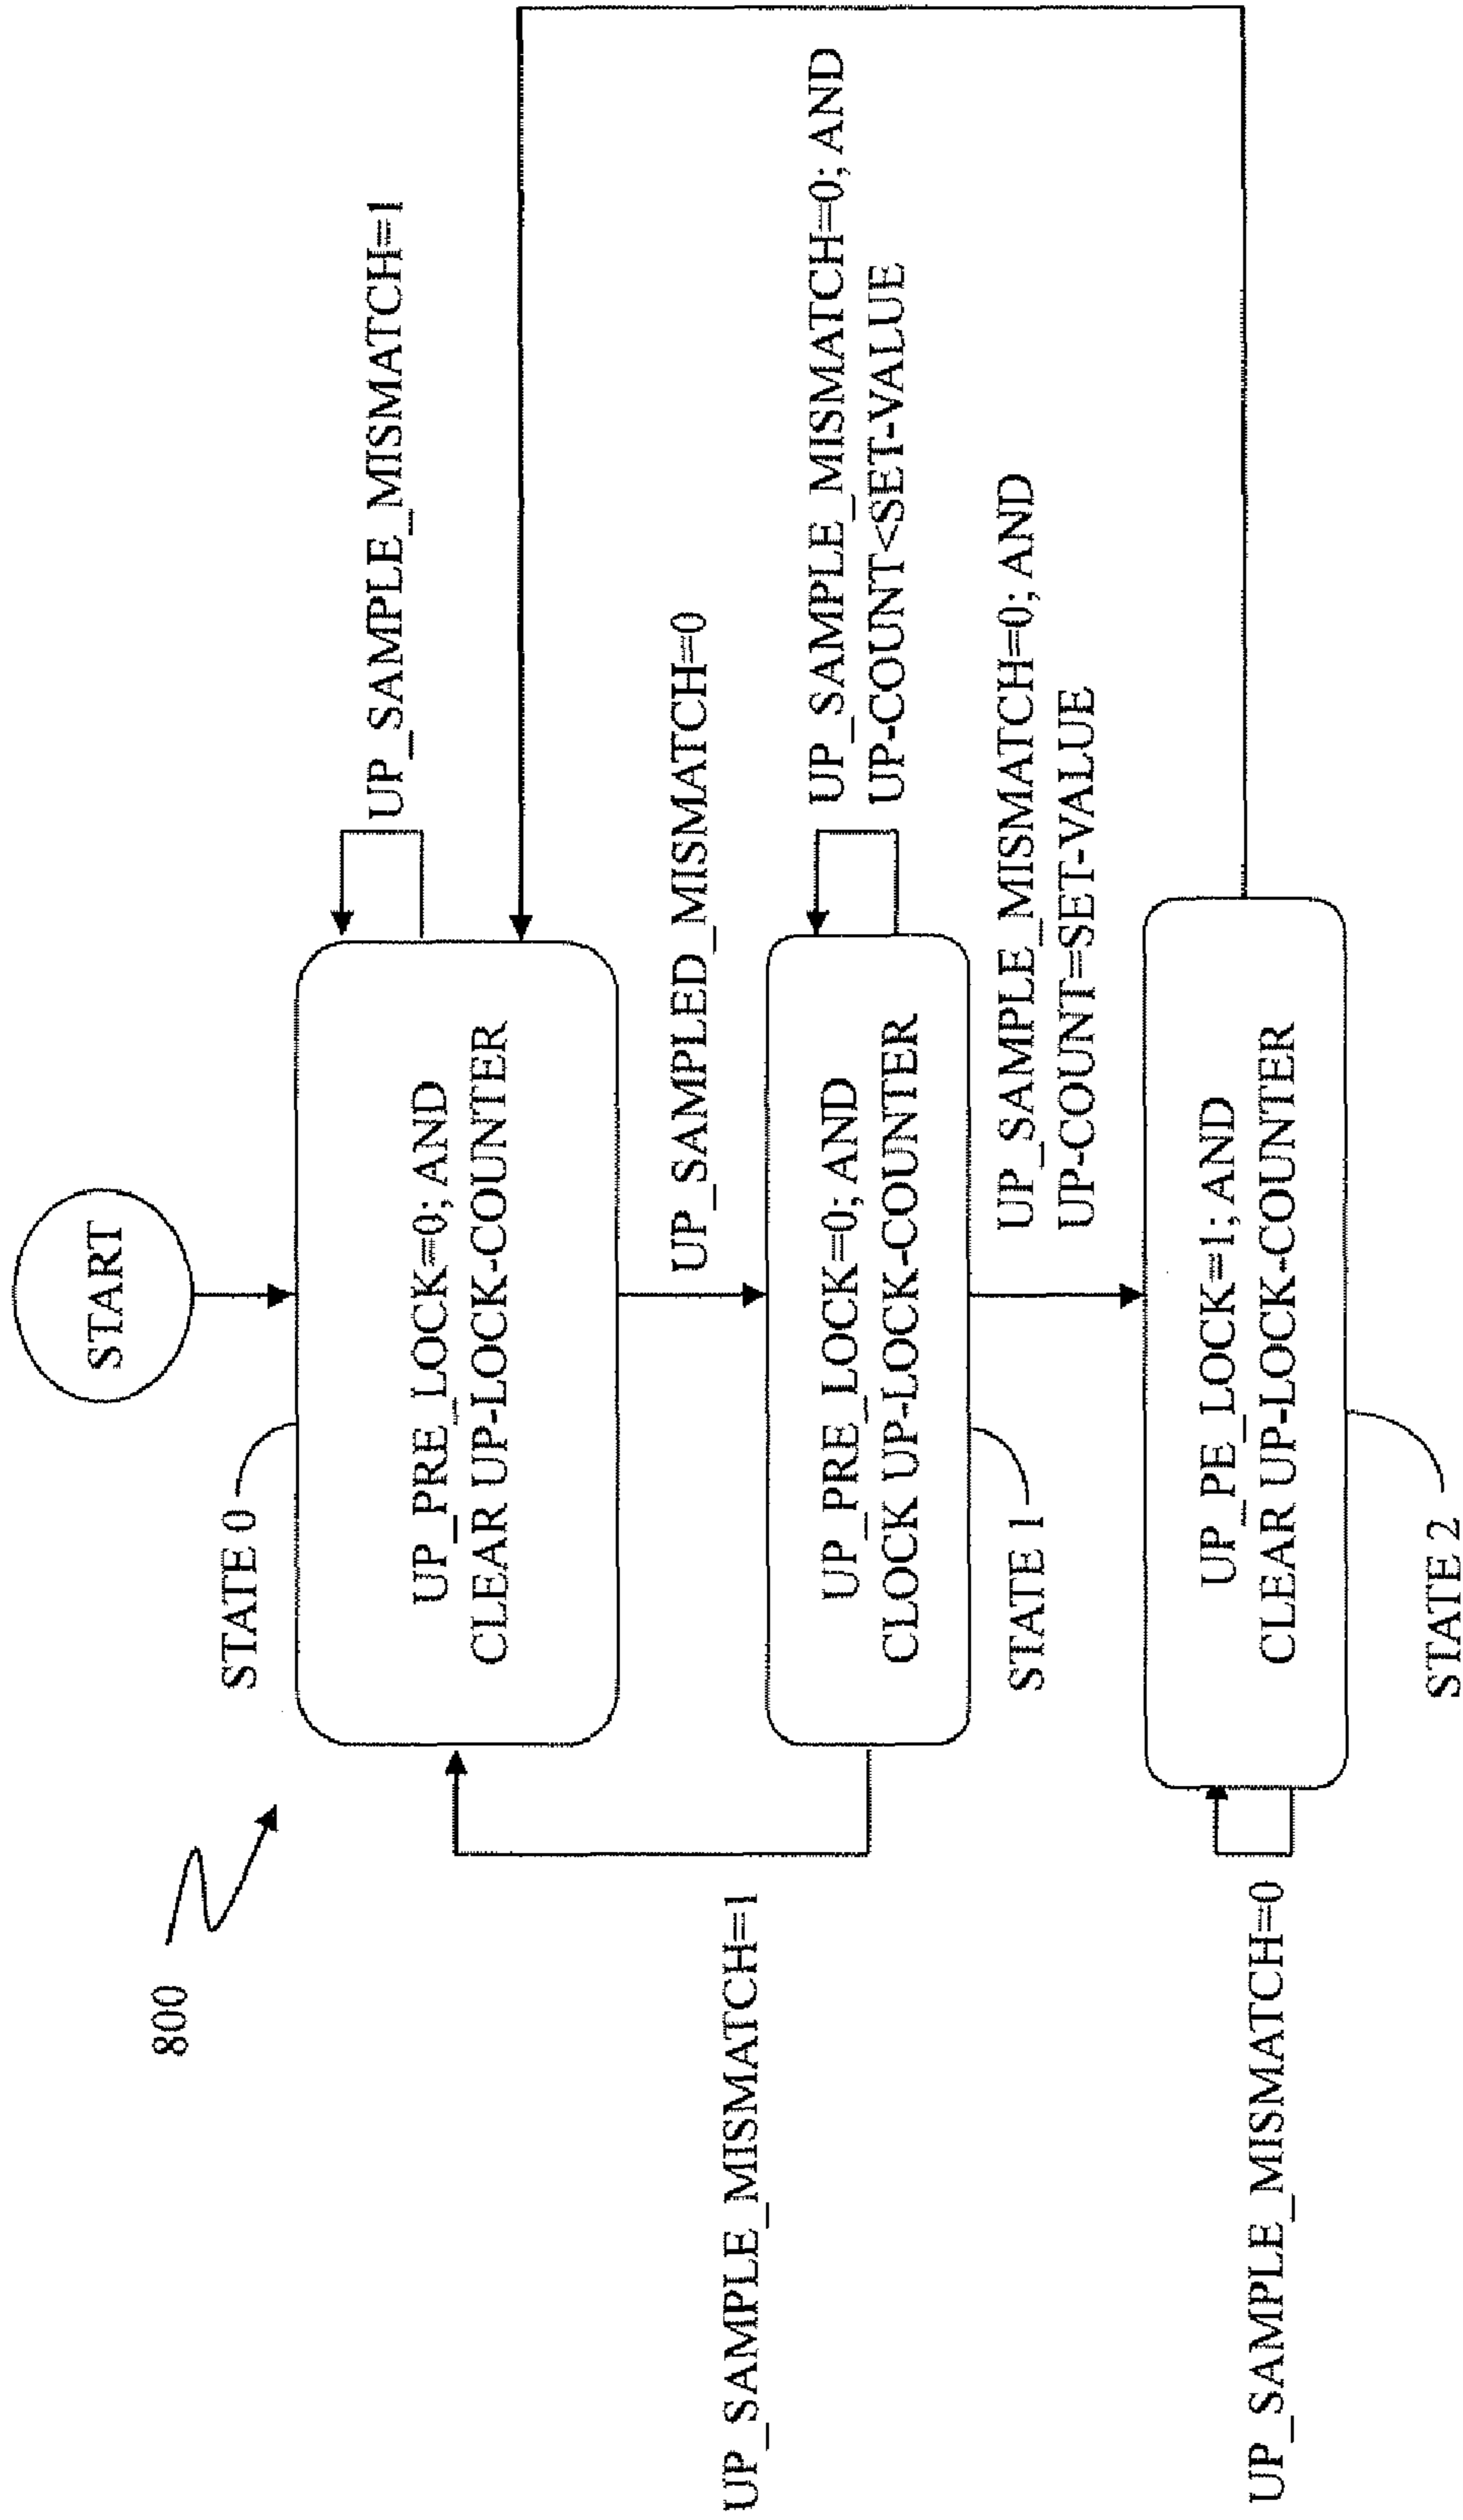 800
START
STATE 0
UP_PRE_LOCK=0; AND
CLEAR UP-LOCK-COUNTER
UP_SAMPLE_MISMATCH=1
UP_SAMPLE_MISMATCH=1
UP_SAMPLED_MISMATCH=0
UP_PRE_LOCK=0; AND
CLOCK UP-LOCK-COUNTER
UP_SAMPLE_MISMATCH=0; AND
UP-COUNT<SET-VALUE
STATE 1
UP_SAMPLE_MISMATCH=0; AND
UP-COUNT=SET-VALUE
UP_SAMPLE_MISMATCH=0
UP_PE_LOCK=1; AND
CLEAR UP-LOCK-COUNTER
STATE 2